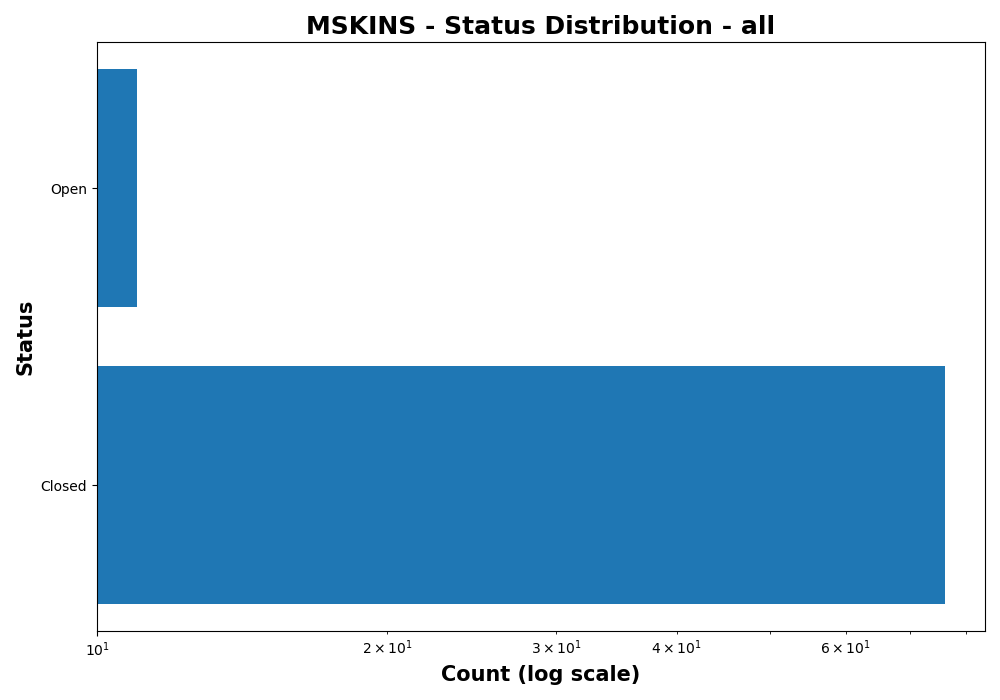 MSKINS - Status Distribution - all
Status
Open
Closed
10¹
2 × 10¹
3 × 10¹
4 × 10¹
6 × 10¹
Count (log scale)